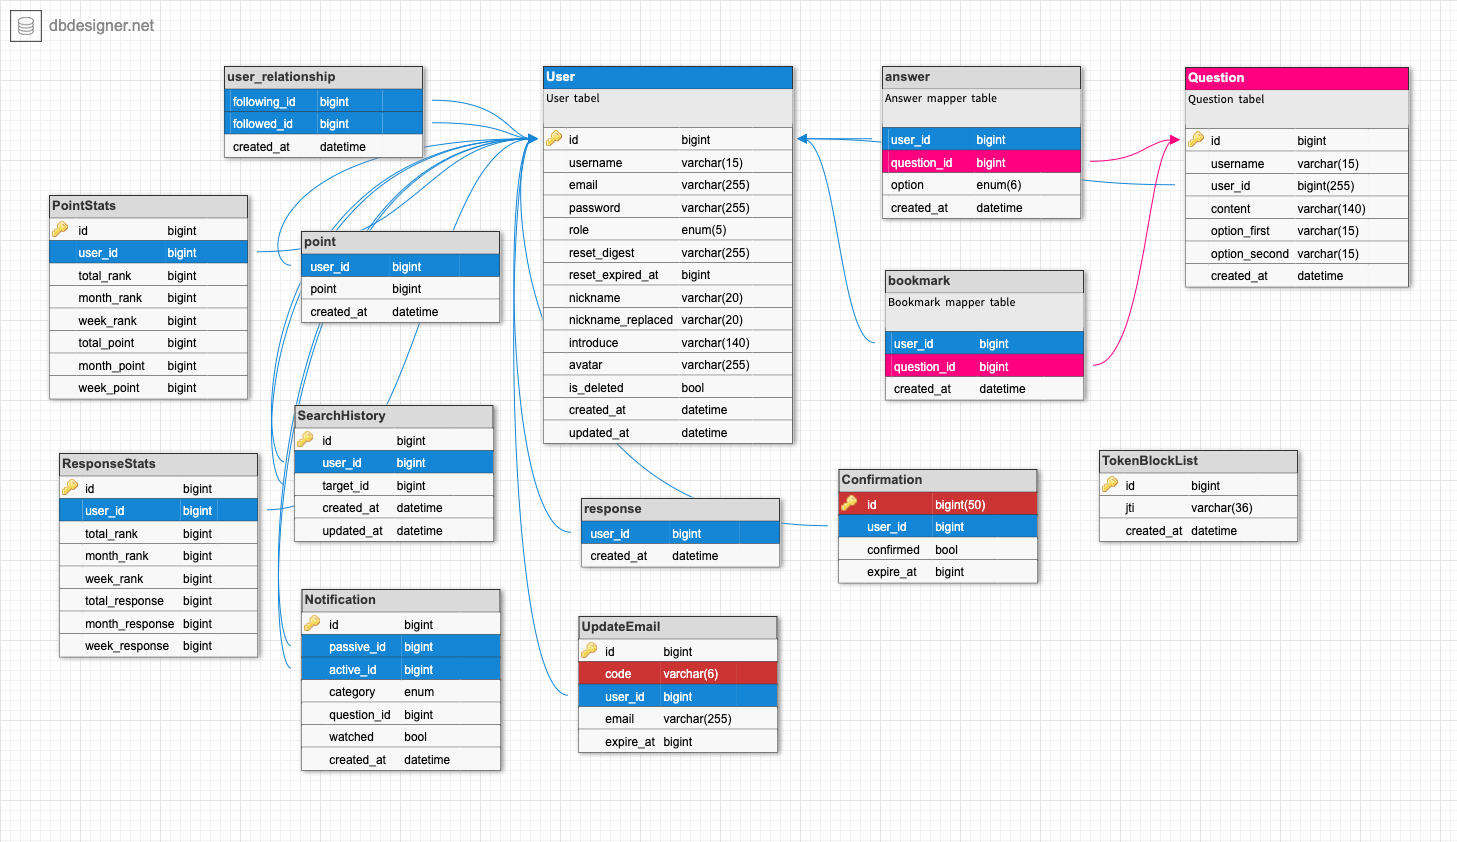 dbdesigner.net
user_relationship
following_id bigint
followed_id bigint
created_at datetime
User
User tabel
id bigint
username varchar(15)
email varchar(255)
password varchar(255)
role enum(5)
reset_digest varchar(255)
reset_expired_at bigint
nickname varchar(20)
nickname_replaced varchar(20)
introduce varchar(140)
avatar varchar(255)
is_deleted bool
created_at datetime
updated_at datetime
answer
Answer mapper table
user_id bigint
question_id bigint
option enum(6)
created_at datetime
Question
Question tabel
id bigint
username varchar(15)
user_id bigint(255)
content varchar(140)
option_first varchar(15)
option_second varchar(15)
created_at datetime
PointStats
id bigint
user_id bigint
total_rank bigint
month_rank bigint
week_rank bigint
total_point bigint
month_point bigint
week_point bigint
point
user_id bigint
point bigint
created_at datetime
bookmark
Bookmark mapper table
user_id bigint
question_id bigint
created_at datetime
SearchHistory
id bigint
user_id bigint
target_id bigint
created_at datetime
updated_at datetime
ResponseStats
id bigint
user_id bigint
total_rank bigint
month_rank bigint
week_rank bigint
total_response bigint
month_response bigint
week_response bigint
response
user_id bigint
created_at datetime
Confirmation
id bigint(50)
user_id bigint
confirmed bool
expire_at bigint
TokenBlockList
id bigint
jti varchar(36)
created_at datetime
Notification
id bigint
passive_id bigint
active_id bigint
category enum
question_id bigint
watched bool
created_at datetime
UpdateEmail
id bigint
code varchar(6)
user_id bigint
email varchar(255)
expire_at bigint